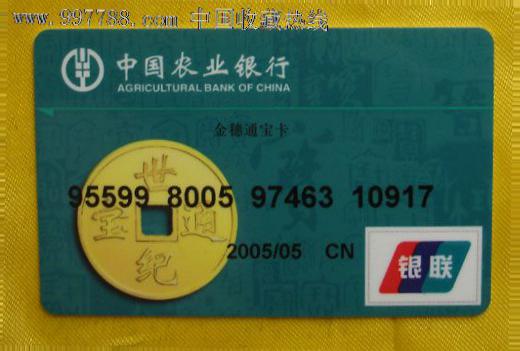 www.997788.com 中国收藏热线
中国农业银行
AGRICULTURAL BANK OF CHINA
金穗通宝卡
世纪通宝
95599 8005 97463 10917
2005/05 CN
银联